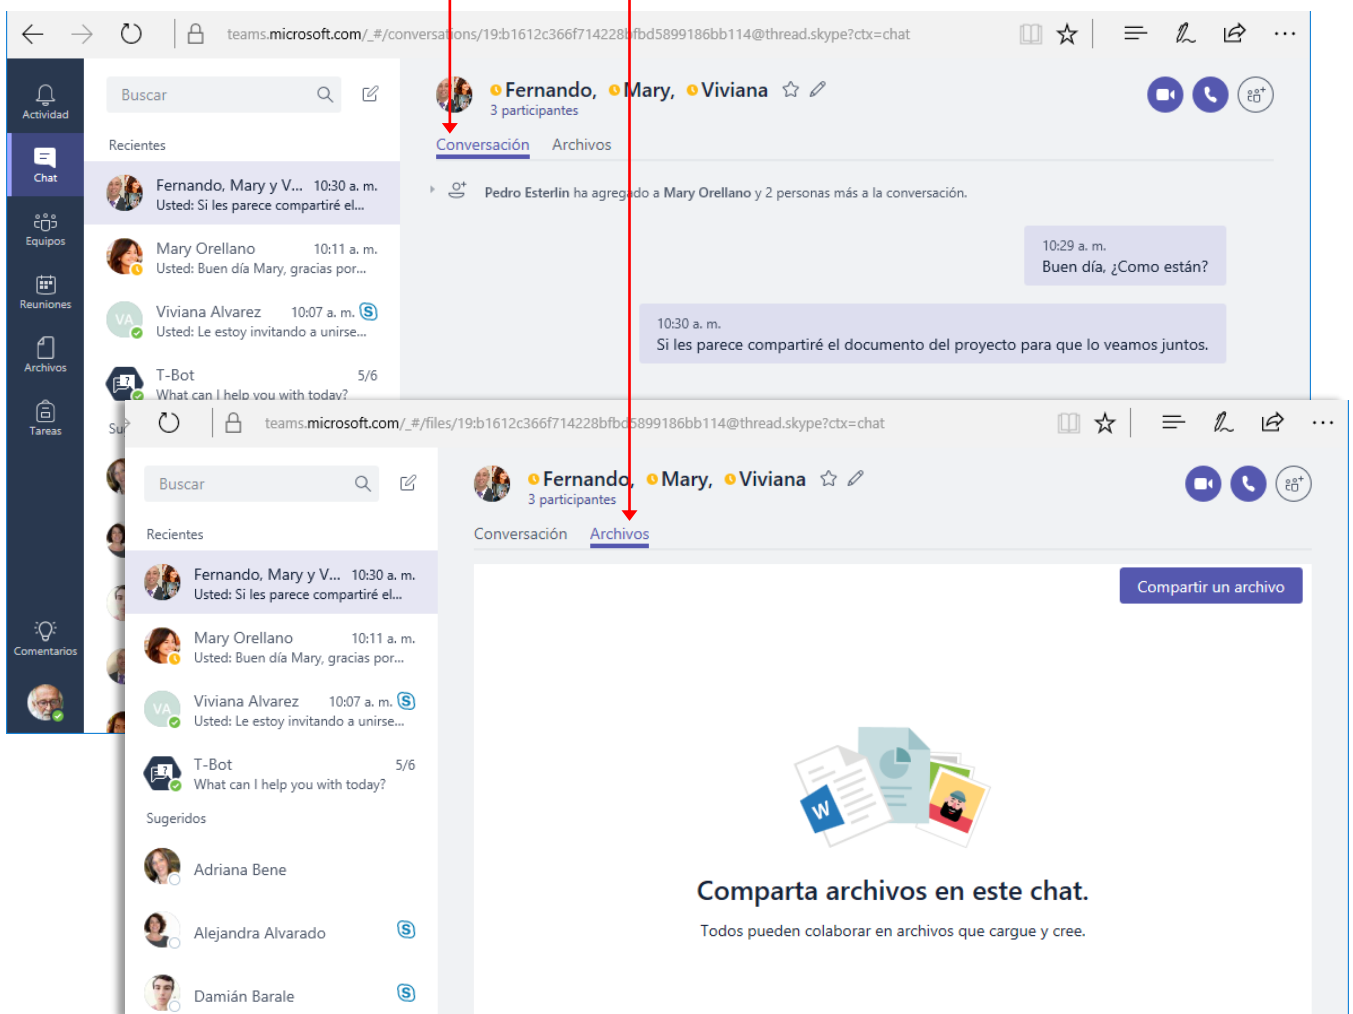 teams.microsoft.com/_#/conversations/19:b1612c366f714228bfbd5899186bb114@thread.skype?ctx=chat
Actividad
Chat
Equipos
Reuniones
Archivos
Tareas
Comentarios
Buscar
Recientes
Fernando, Mary y V... 10:30 a. m.
Usted: Si les parece compartiré el...
Mary Orellano 10:11 a. m.
Usted: Buen día Mary, gracias por...
VA
Viviana Alvarez 10:07 a. m.
Usted: Le estoy invitando a unirse...
T-Bot 5/6
What can I help you with today?
Su
Fernando, Mary, Viviana
3 participantes
Conversación Archivos
Pedro Esterlin ha agregado a Mary Orellano y 2 personas más a la conversación.
10:29 a. m.
Buen día, ¿Como están?
10:30 a. m.
Si les parece compartiré el documento del proyecto para que lo veamos juntos.
teams.microsoft.com/_#/files/19:b1612c366f714228bfbd5899186bb114@thread.skype?ctx=chat
Buscar
Recientes
Fernando, Mary y V... 10:30 a. m.
Usted: Si les parece compartiré el...
Mary Orellano 10:11 a. m.
Usted: Buen día Mary, gracias por...
VA
Viviana Alvarez 10:07 a. m.
Usted: Le estoy invitando a unirse...
T-Bot 5/6
What can I help you with today?
Sugeridos
Adriana Bene
Alejandra Alvarado
Damián Barale
Fernando, Mary, Viviana
3 participantes
Conversación Archivos
Compartir un archivo
W
Comparta archivos en este chat.
Todos pueden colaborar en archivos que cargue y cree.